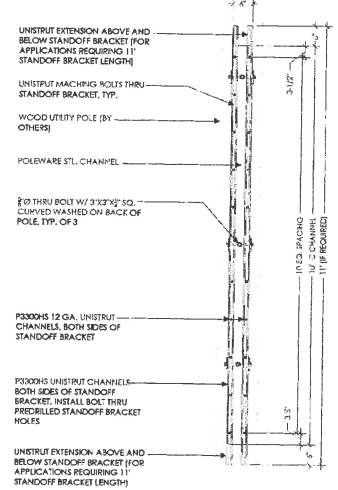 UNISTRUT EXTENSION ABOVE AND
BELOW STANDOFF BRACKET (FOR
APPLICATIONS REQUIRING 11'
STANDOFF BRACKET LENGTH)
UNISTRUT MACHING BOLTS THRU
STANDOFF BRACKET, TYP.
WOOD UTILITY POLE (BY
OTHERS)
POLEWARE STL. CHANNEL
Ø THRU BOLT W/ 3"X3"X SQ.
CURVED WASHED ON BACK OF
POLE, TYP. OF 3
P3300HS 12 GA. UNISTRUT
CHANNELS, BOTH SIDES OF
STANDOFF BRACKET
P3300HS UNISTRUT CHANNELS
BOTH SIDES OF STANDOFF
BRACKET. INSTALL BOLT THRU
PREDRILLED STANDOFF BRACKET
HOLES
UNISTRUT EXTENSION ABOVE AND
BELOW STANDOFF BRACKET (FOR
APPLICATIONS REQUIRING 11'
STANDOFF BRACKET LENGTH)
6"
3-1/2"
10 EQ. SPACING
10' C CHANNEL
11' (IF REQUIRED)
3.5"
6"